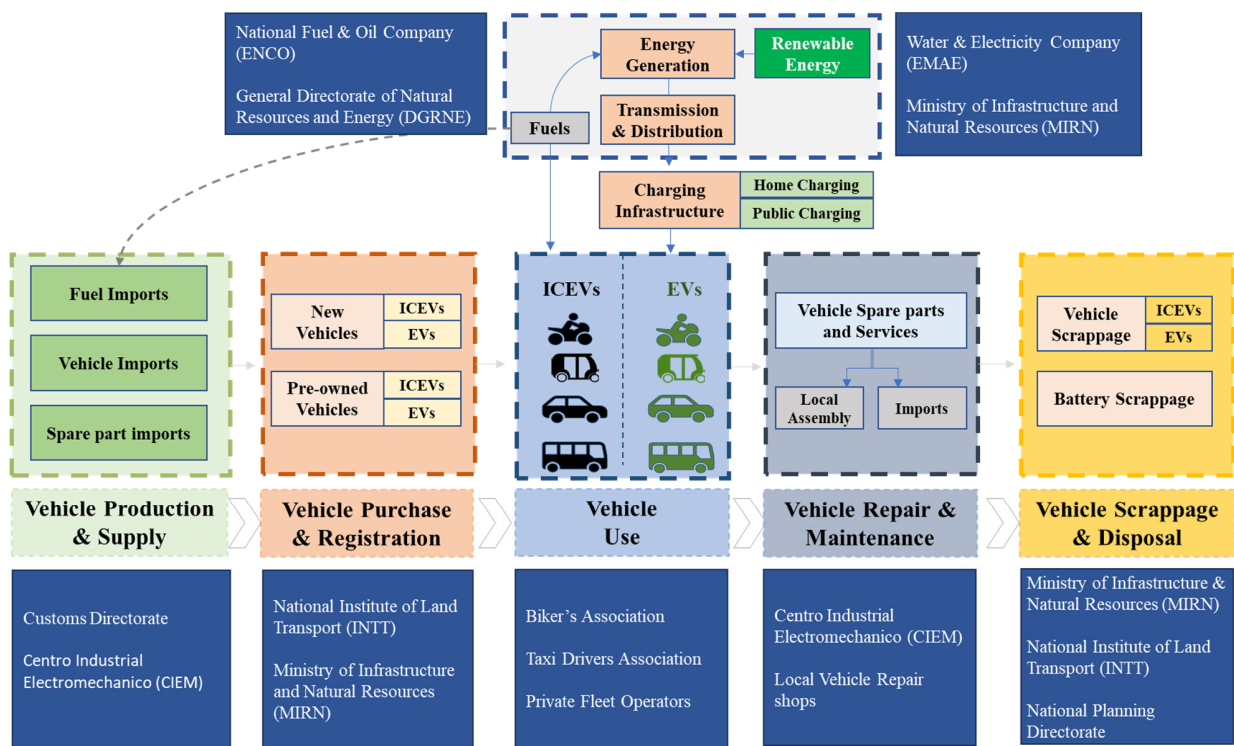 National Fuel & Oil Company
(ENCO)
General Directorate of Natural
Resources and Energy (DGRNE)
Energy
Generation
Renewable
Energy
Transmission
& Distribution
Fuels
Water & Electricity Company
(EMAE)
Ministry of Infrastructure and
Natural Resources (MIRN)
Charging
Infrastructure
Home Charging
Public Charging
Fuel Imports
Vehicle Imports
Spare part imports
New
Vehicles
ICEVs
EVs
Pre-owned
Vehicles
ICEVs
EVs
ICEVs
EVs
Vehicle Spare parts
and Services
Local
Assembly
Imports
Vehicle
Scrappage
ICEVs
EVs
Battery Scrappage
Vehicle Production
& Supply
Vehicle Purchase
& Registration
Vehicle
Use
Vehicle Repair &
Maintenance
Vehicle Scrappage
& Disposal
Customs Directorate
Centro Industrial
Electromechanico (CIEM)
National Institute of Land
Transport (INTT)
Ministry of Infrastructure
and Natural Resources
(MIRN)
Biker's Association
Taxi Drivers Association
Private Fleet Operators
Centro Industrial
Electromechanico (CIEM)
Local Vehicle Repair
shops
Ministry of Infrastructure &
Natural Resources (MIRN)
National Institute of Land
Transport (INTT)
National Planning
Directorate